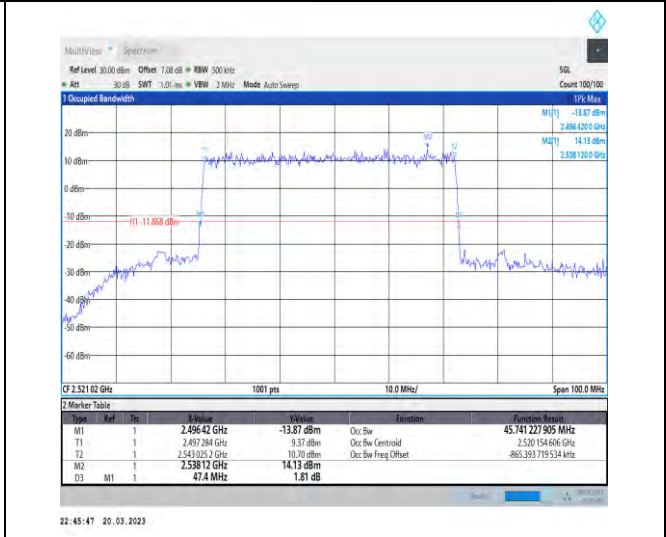 MultiView Spectrum
Ref Level 30.00 dBm Offset 7.00 dB RBW 500 kHz SGL
Att 30 dB SWT 1.01 ms VBW 2 MHz Mode Auto Sweep Count 100/100
1 Occupied Bandwidth 1Pk Max
M1(1) -13.87 dBm
2.496 420 0 GHz
14.13 dBm
2.538 120 0 GHz
20 dBm
10 dBm
0 dBm
-10 dBm
H1 -11.868 dBm
-20 dBm
-30 dBm
-40 dBm
-50 dBm
-60 dBm
M1
M2
CF 2.521 02 GHz 1001 pts 10.0 MHz/ Span 100.0 MHz
2 Marker Table
Type Ref Trc X-Value Y-Value Function Function Result
M1 1 2.496 42 GHz -13.87 dBm Occ Bw 45.741 227 905 MHz
T1 1 2.497 284 GHz 9.37 dBm Occ Bw Centroid 2.520 154 606 GHz
T2 1 2.543 025 2 GHz 10.70 dBm Occ Bw Freq Offset -865.393 719 534 kHz
M2 1 2.538 12 GHz 14.13 dBm
D3 M1 1 47.4 MHz 1.81 dB
22:45:47 20.03.2023